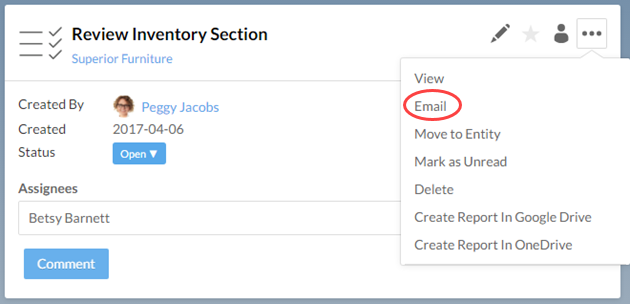 Review Inventory Section
Superior Furniture
Created By Peggy Jacobs
Created 2017-04-06
Status Open ▼
Assignees
Betsy Barnett
Comment
View
Email
Move to Entity
Mark as Unread
Delete
Create Report In Google Drive
Create Report In OneDrive